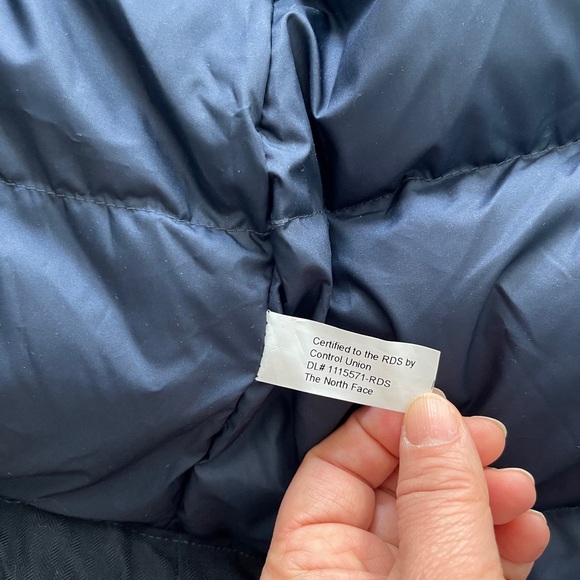 Certified to the RDS by
Control Union
DL# 1115571-RDS
The North Face